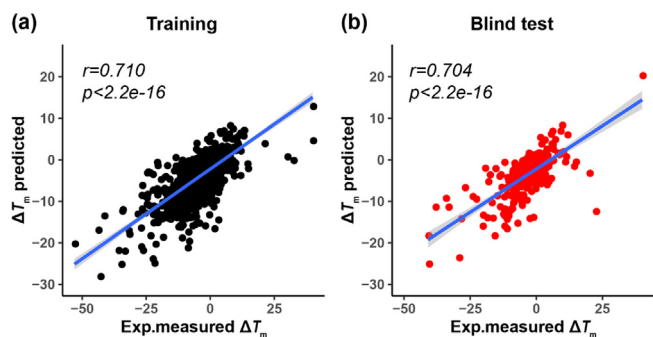 (a) Training
r=0.710
p<2.2e-16
ΔTm predicted
20
10
0
−10
−20
−30
−50 −25 0 25
Exp.measured ΔTm
(b) Blind test
r=0.704
p<2.2e-16
ΔTm predicted
20
10
0
−10
−20
−30
−50 −25 0 25
Exp.measured ΔTm